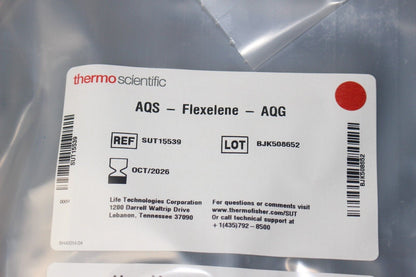 thermo scientific
AQS – Flexelene – AQG
REF SUT15539
LOT BJK508652
OCT/2026
SUT15539
BJK508652
Life Technologies Corporation
1200 Darrell Waltrip Drive
Lebanon, Tennessee 37090
For questions or comments visit
www.thermofisher.com/SUT
Or call technical support at
+ 1(435)792-8500